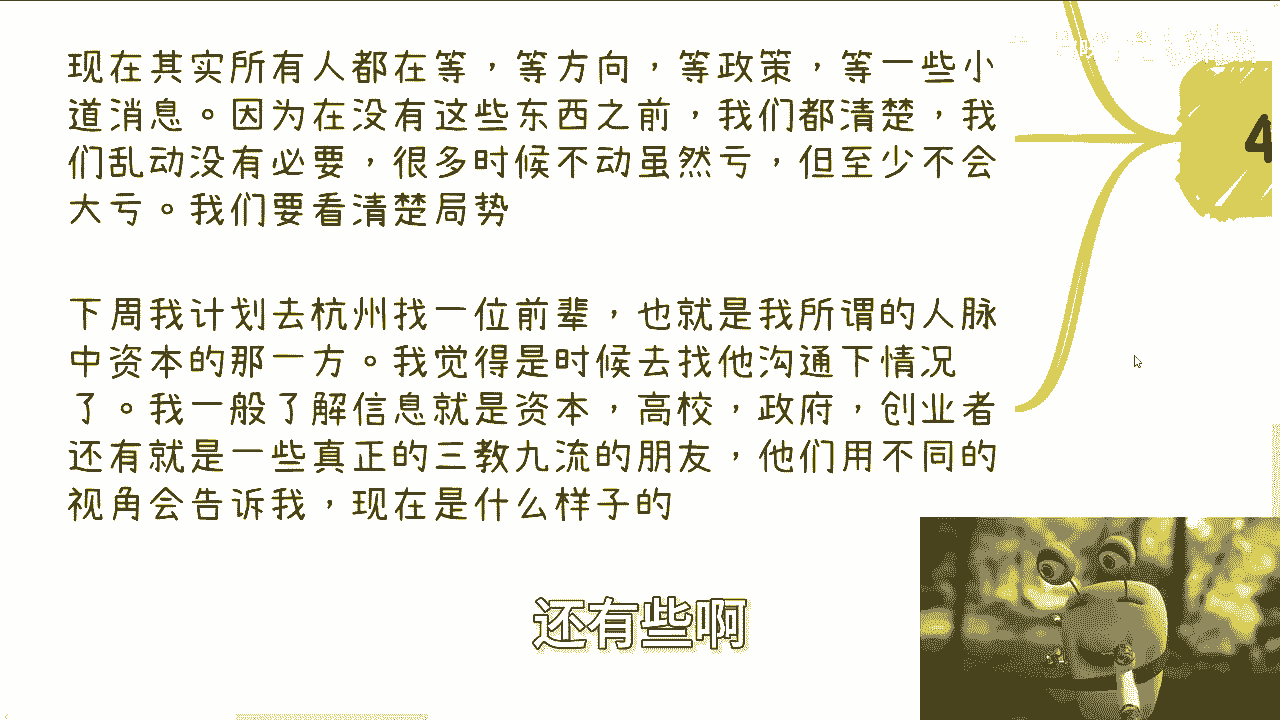 现在其实所有人都在等，等方向，等政策，等一些小
道消息。因为在没有这些东西之前，我们都清楚，我
们乱动没有必要，很多时候不动虽然亏，但至少不会
大亏。我们要看清楚局势
下周我计划去杭州找一位前辈，也就是我所谓的人脉
中资本的那一方。我觉得是时候去找他沟通下情况
了。我一般了解信息就是资本，高校，政府，创业者
还有就是一些真正的三教九流的朋友，他们用不同的
视角会告诉我，现在是什么样子的
4
还有些啊